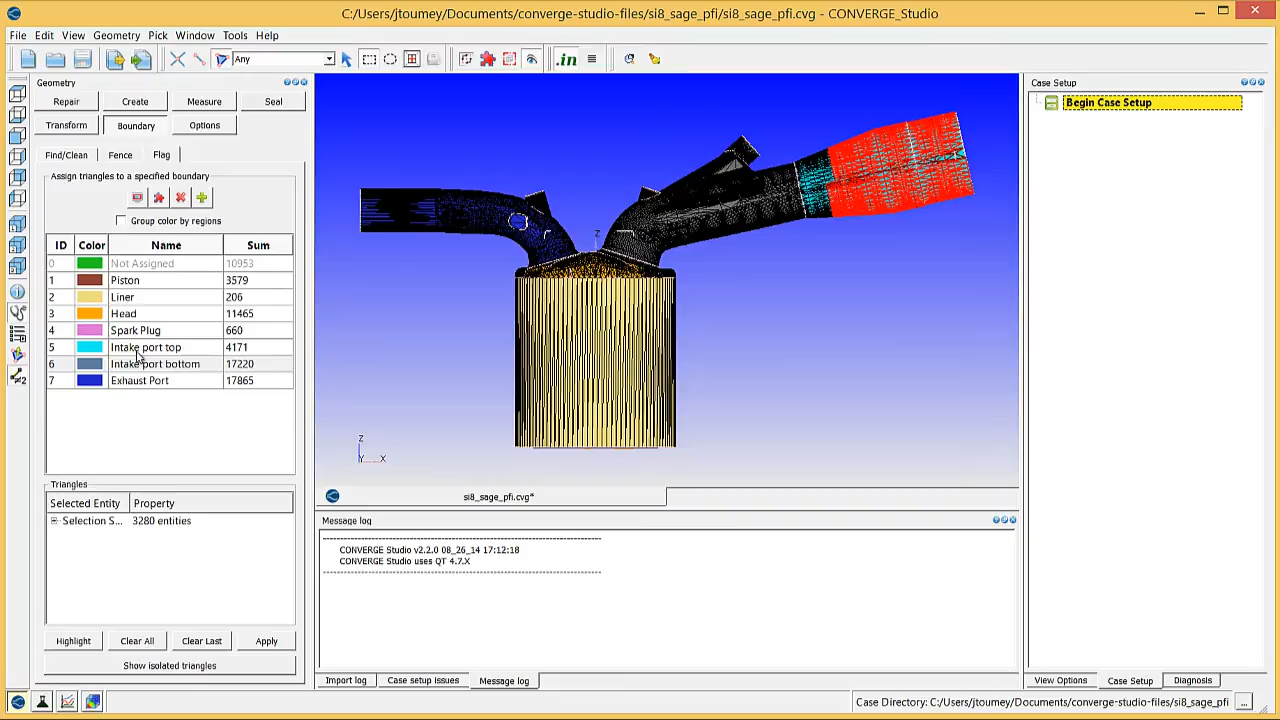 C:/Users/jtoumey/Documents/converge-studio-files/si8_sage_pfi/si8_sage_pfi.cvg - CONVERGE_Studio
File Edit View Geometry Pick Window Tools Help
Any
.in
Geometry
Repair Create Measure Seal
Transform Boundary Options
Find/Clean Fence Flag
Assign triangles to a specified boundary
Group color by regions
ID Color Name Sum
0 Not Assigned 10953
1 Piston 3579
2 Liner 206
3 Head 11465
4 Spark Plug 660
5 Intake port top 4171
6 Intake port bottom 17220
7 Exhaust Port 17865
Triangles
Selected Entity Property
Selection S... 3280 entities
Highlight Clear All Clear Last Apply
Show isolated triangles
Z
Z
Y X
si8_sage_pfi.cvg*
Message log
CONVERGE Studio v2.2.0 08_26_14 17:12:18
CONVERGE Studio uses QT 4.7.X
Import log Case setup issues Message log
Case Setup
Begin Case Setup
View Options Case Setup Diagnosis
Case Directory: C:/Users/jtoumey/Documents/converge-studio-files/si8_sage_pfi ...